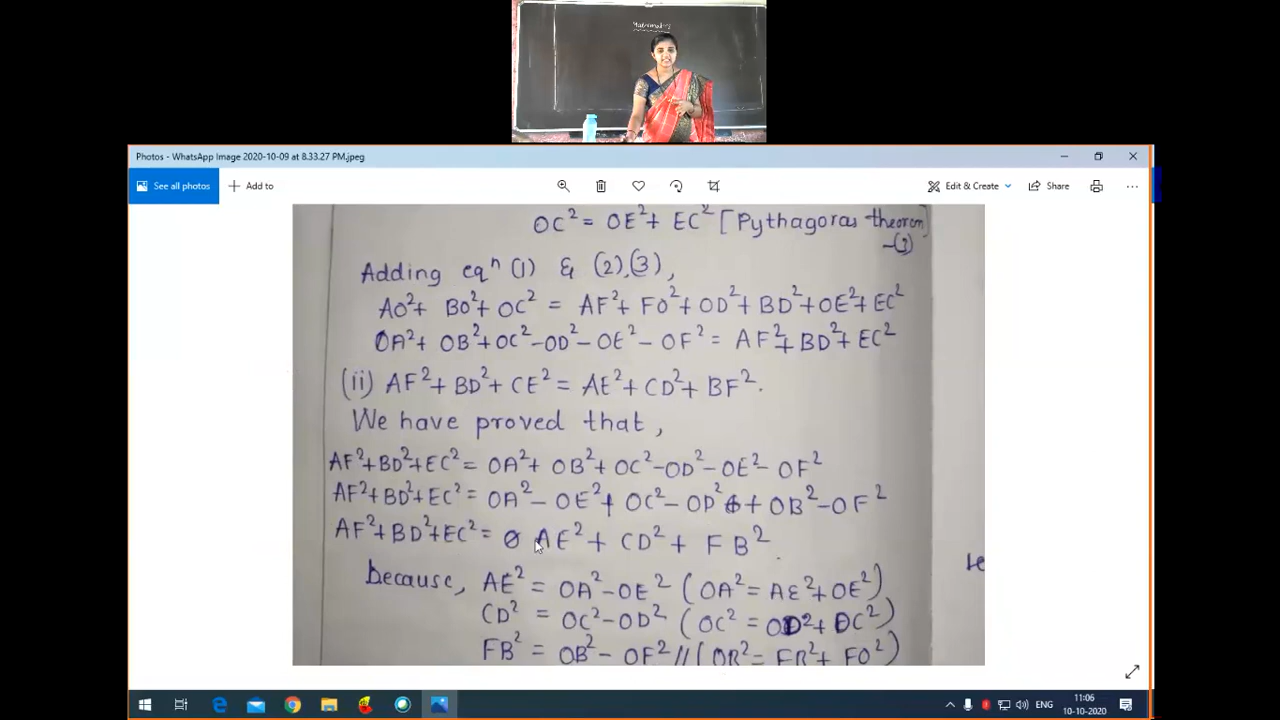 Mathematics
Photos - WhatsApp Image 2020-10-09 at 8.33.27 PM.jpeg
See all photos
Add to
Edit & Create
Share
OC² = OE² + EC² [Pythagoras theorem]
-(3)
Adding eqⁿ (1) & (2),(3),
AO² + BO² + OC² = AF² + FO² + OD² + BD² + OE² + EC²
OA² + OB² + OC² - OD² - OE² - OF² = AF² + BD² + EC²
(ii) AF² + BD² + CE² = AE² + CD² + BF².
We have proved that,
AF² + BD² + EC² = OA² + OB² + OC² - OD² - OE² - OF²
AF² + BD² + EC² = OA² - OE² + OC² - OD² + OB² - OF²
AF² + BD² + EC² = AE² + CD² + FB²
because, AE² = OA² - OE² (OA² = AE² + OE²)
CD² = OC² - OD² (OC² = OD² + DC²)
FB² = OB² - OF² // (OB² = FB² + FO²)
ENG
11:06
10-10-2020